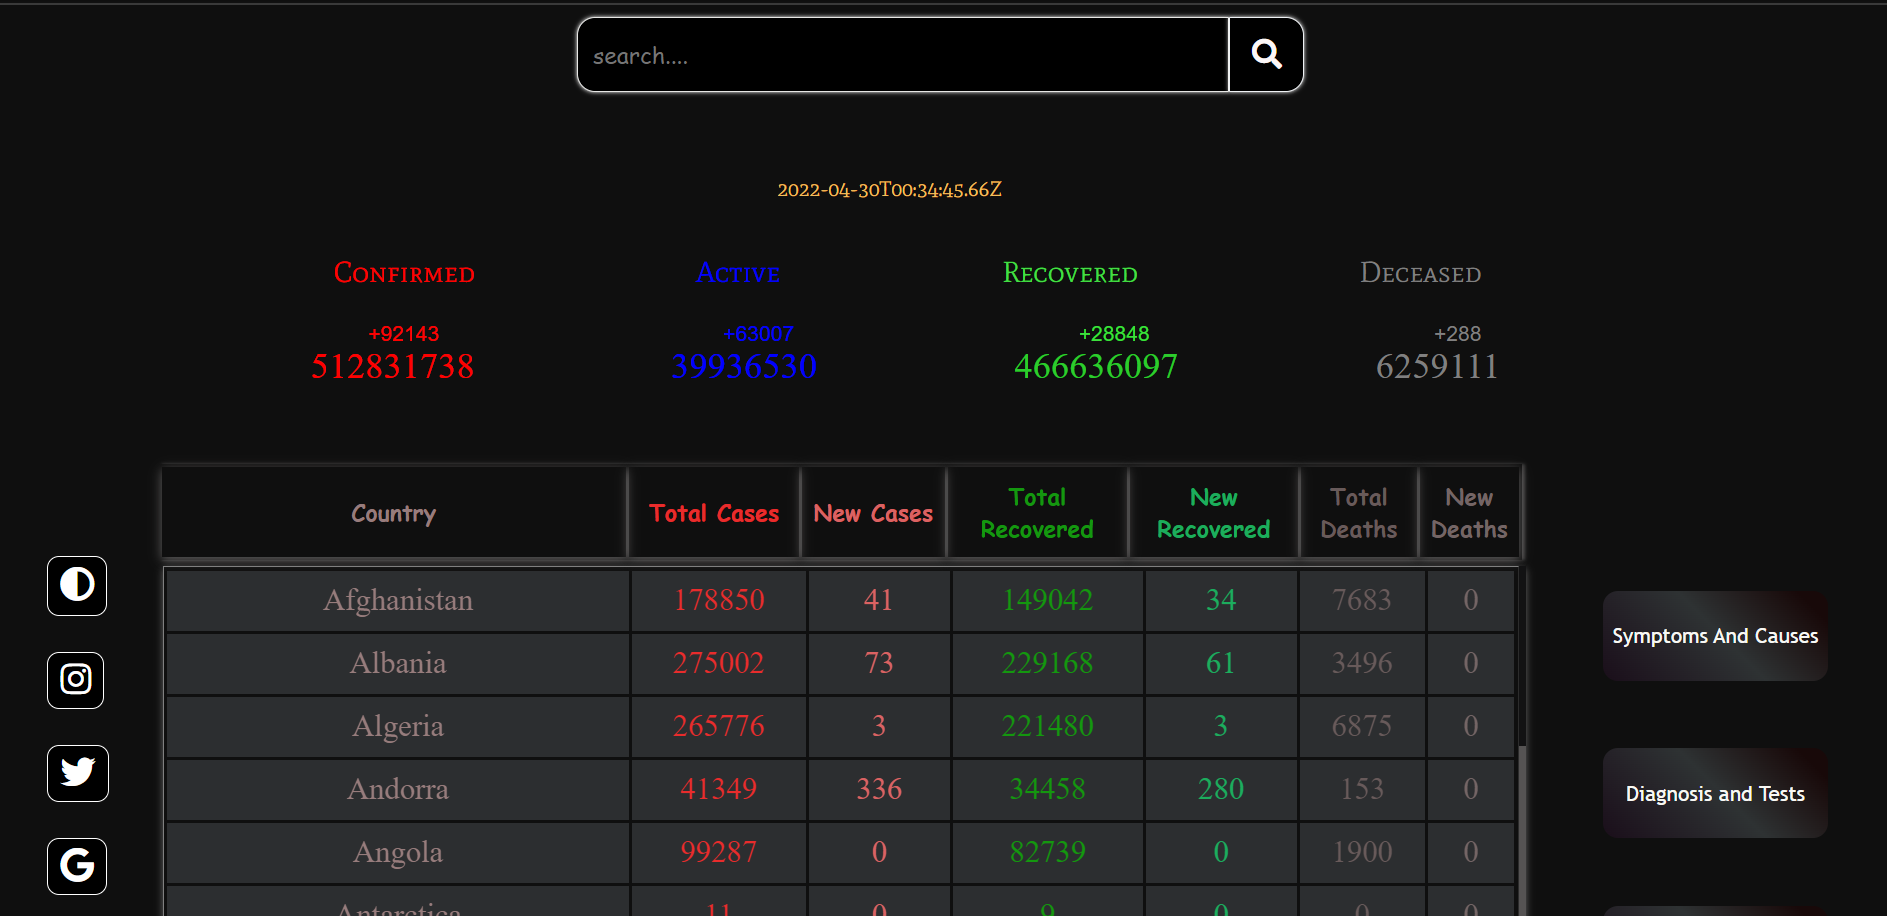 search....
2022-04-30T00:34:45.66Z
Confirmed Active Recovered Deceased
+92143 +63007 +28848 +288
512831738 39936530 466636097 6259111
Country Total Cases New Cases Total Recovered New Recovered Total Deaths New Deaths
Afghanistan 178850 41 149042 34 7683 0
Albania 275002 73 229168 61 3496 0
Algeria 265776 3 221480 3 6875 0
Andorra 41349 336 34458 280 153 0
Angola 99287 0 82739 0 1900 0
Antarctica 11 0 9 0 0 0
Symptoms And Causes
Diagnosis and Tests